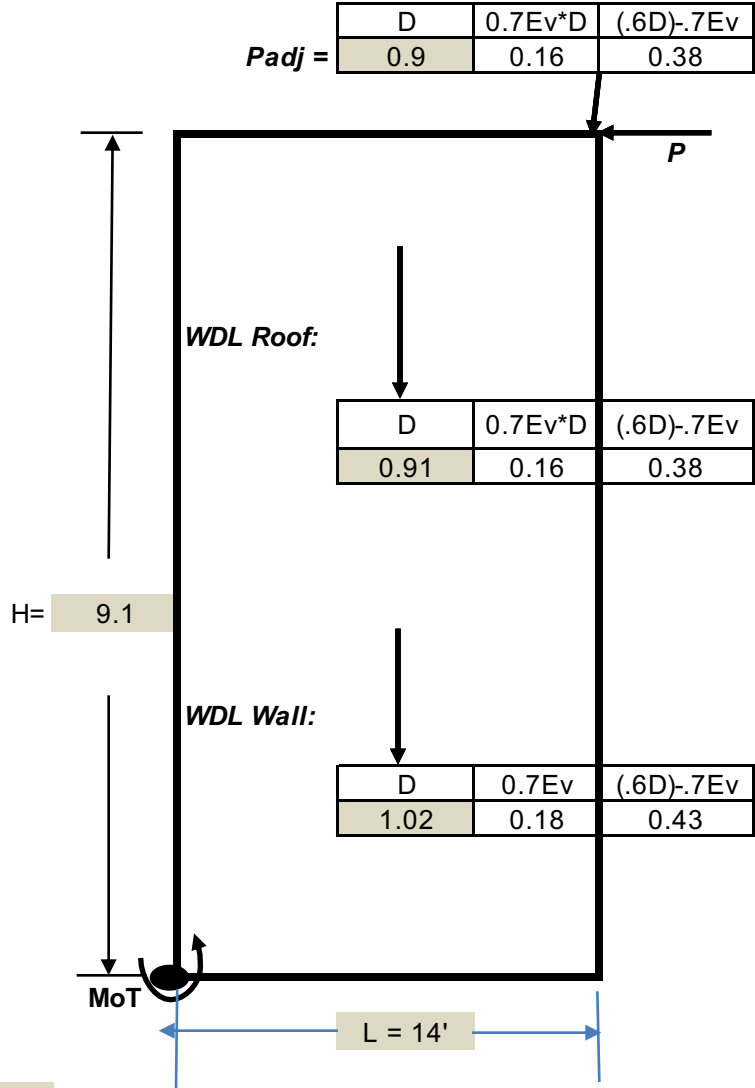 D 0.7Ev*D (.6D)-.7Ev
Padj = 0.9 0.16 0.38
P
WDL Roof:
D 0.7Ev*D (.6D)-.7Ev
0.91 0.16 0.38
H= 9.1
WDL Wall:
D 0.7Ev (.6D)-.7Ev
1.02 0.18 0.43
MoT
L = 14'